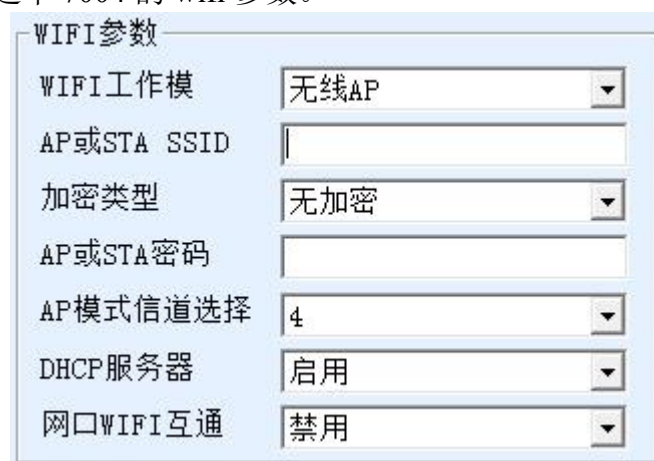 WIFI参数
WIFI工作模 无线AP
AP或STA SSID
加密类型 无加密
AP或STA密码
AP模式信道选择 4
DHCP服务器 启用
网口WIFI互通 禁用